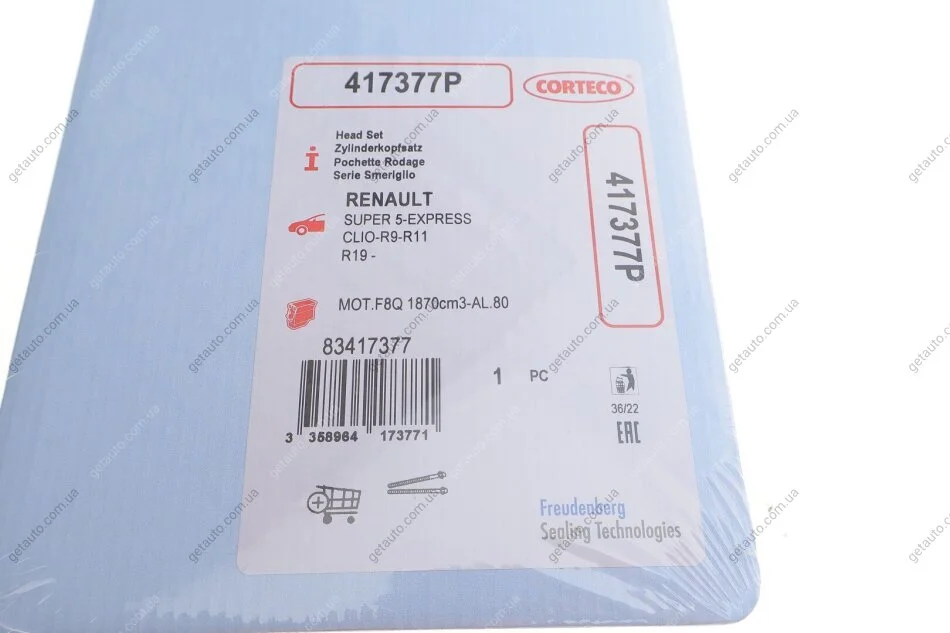 417377P
CORTECO
Head Set
Zylinderkopfsatz
Pochette Rodage
Serie Smeriglio
RENAULT
SUPER 5-EXPRESS
CLIO-R9-R11
R19 -
417377P
MOT.F8Q 1870cm3-AL.80
83417377
1 PC
3 358964 173771
36/22
EAC
Freudenberg
Sealing Technologies
getauto.com.ua